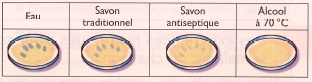 Eau
Savon
traditionnel
Savon
antiseptique
Alcool
à 70 °C